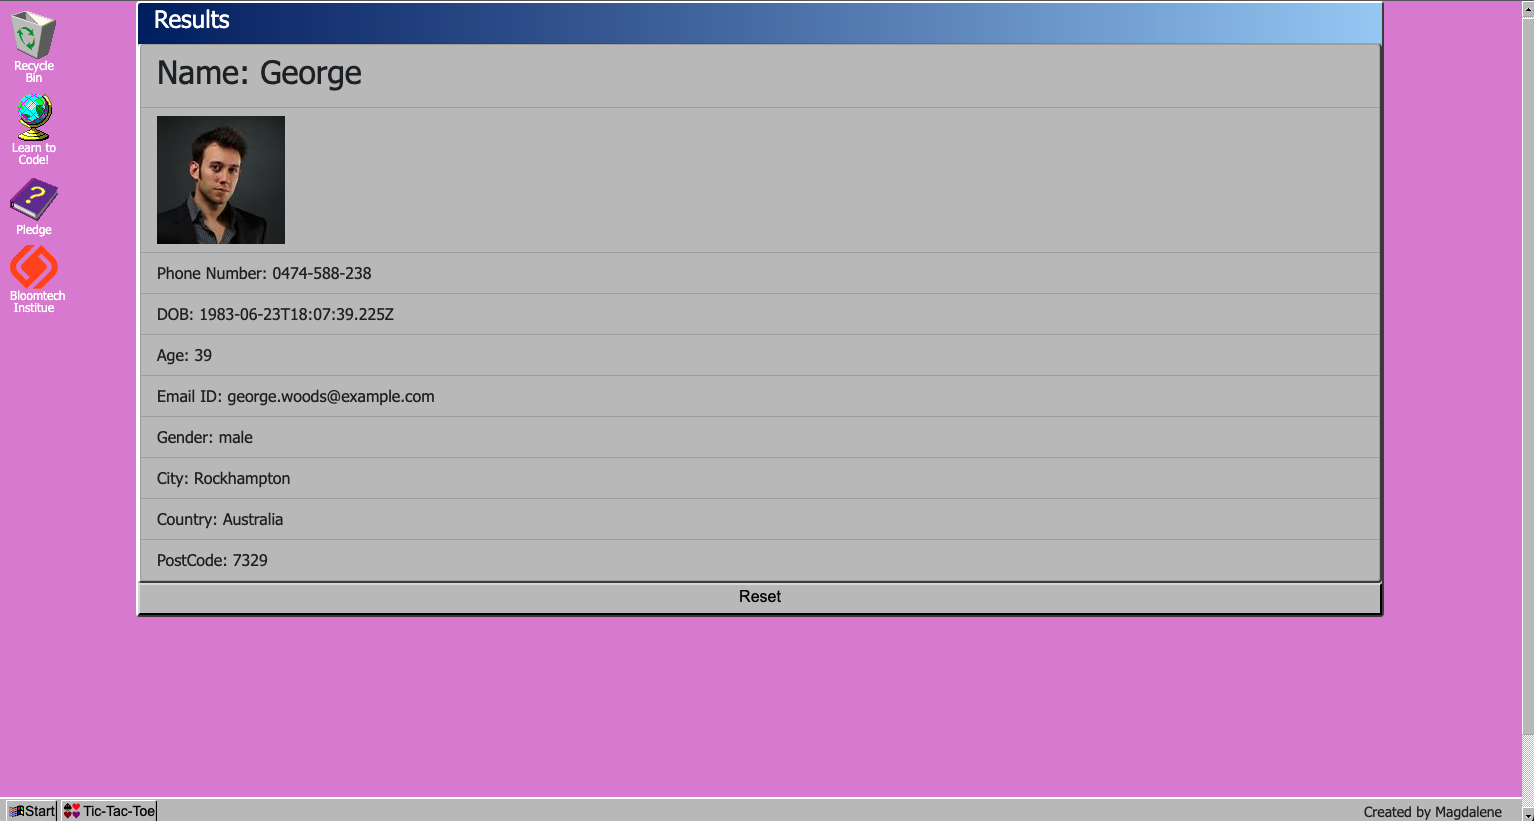 Results
Recycle
Bin
Learn to
Code!
Pledge
Bloomtech
Institue
Name: George
Phone Number: 0474-588-238
DOB: 1983-06-23T18:07:39.225Z
Age: 39
Email ID: george.woods@example.com
Gender: male
City: Rockhampton
Country: Australia
PostCode: 7329
Reset
Start
Tic-Tac-Toe
Created by Magdalene